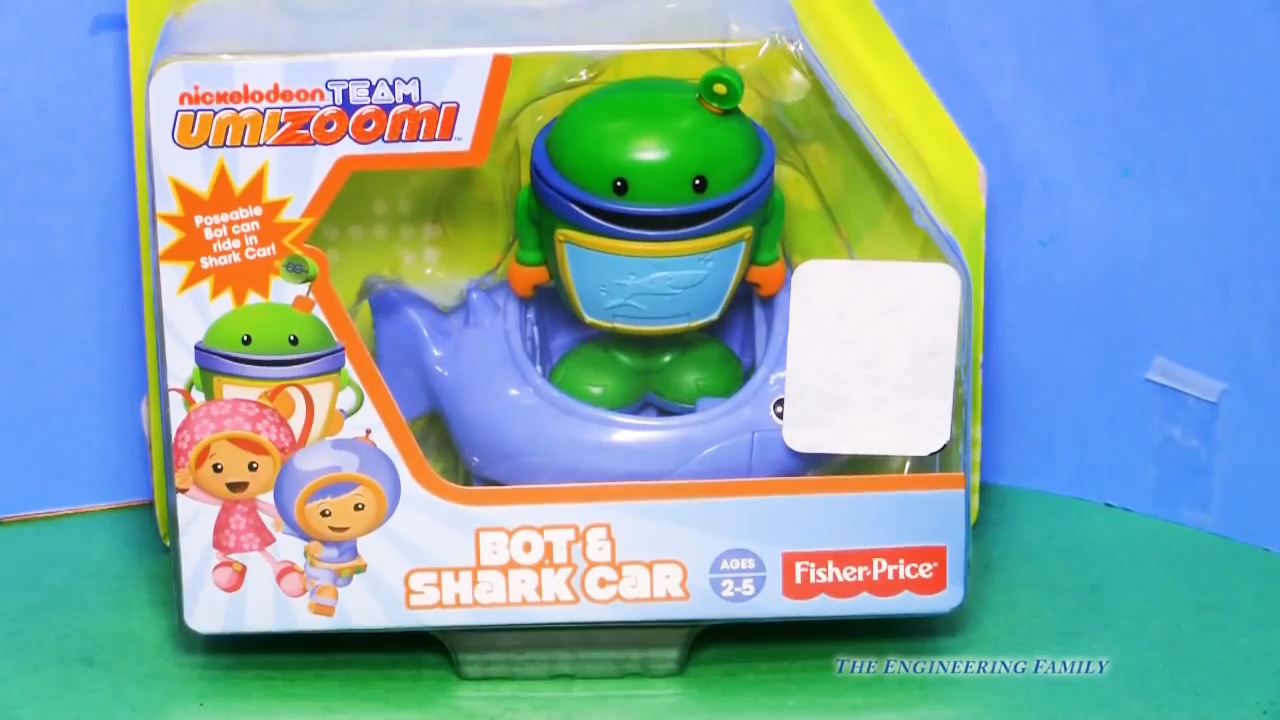 nickelodeon TEAM
UMIZOOMI™
Poseable
Bot can
ride in
Shark Car!
BOT &
SHARK CAR
AGES
2-5
Fisher-Price®
THE ENGINEERING FAMILY